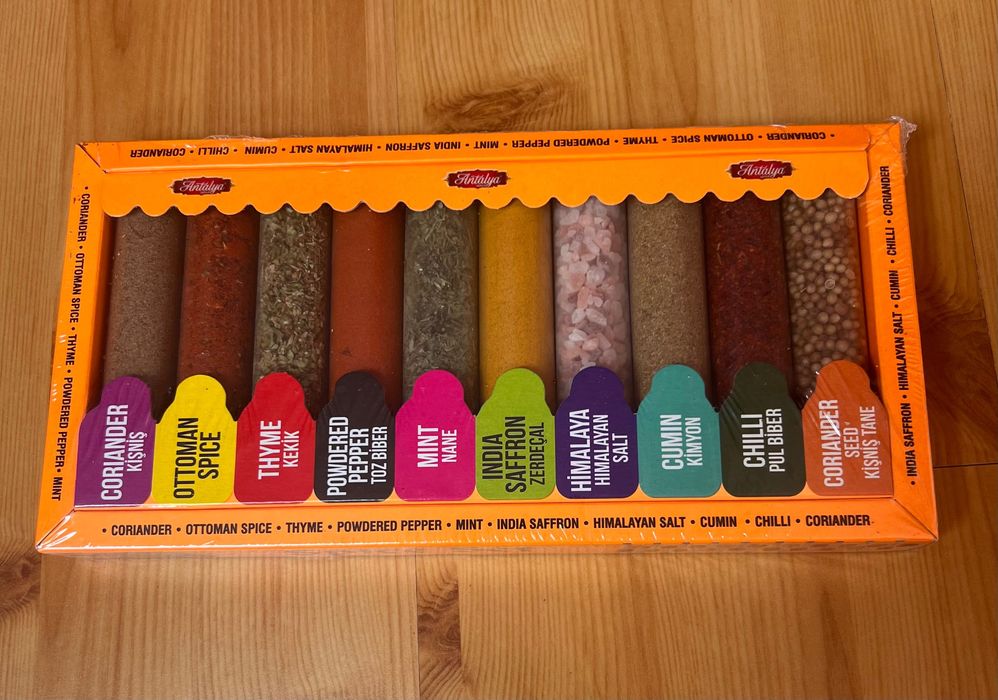 CORIANDER • OTTOMAN SPICE • THYME • POWDERED PEPPER • MINT • INDIA SAFFRON • HIMALAYAN SALT • CUMIN • CHILLI • CORIANDER
Antalya
Antalya
Antalya
• CORIANDER • OTTOMAN SPICE • THYME • POWDERED PEPPER • MINT
CORIANDER
KİŞNİŞ
OTTOMAN
SPICE
THYME
KEKİK
POWDERED
PEPPER
TOZ BİBER
MINT
NANE
INDIA
SAFFRON
ZERDEÇAL
HİMALAYA
HIMALAYAN
SALT
CUMIN
KİMYON
CHILLI
PUL BİBER
CORIANDER
SEED
KİŞNİŞ TANE
• INDIA SAFFRON • HIMALAYAN SALT • CUMIN • CHILLI • CORIANDER
• CORIANDER • OTTOMAN SPICE • THYME • POWDERED PEPPER • MINT • INDIA SAFFRON • HIMALAYAN SALT • CUMIN • CHILLI • CORIANDER